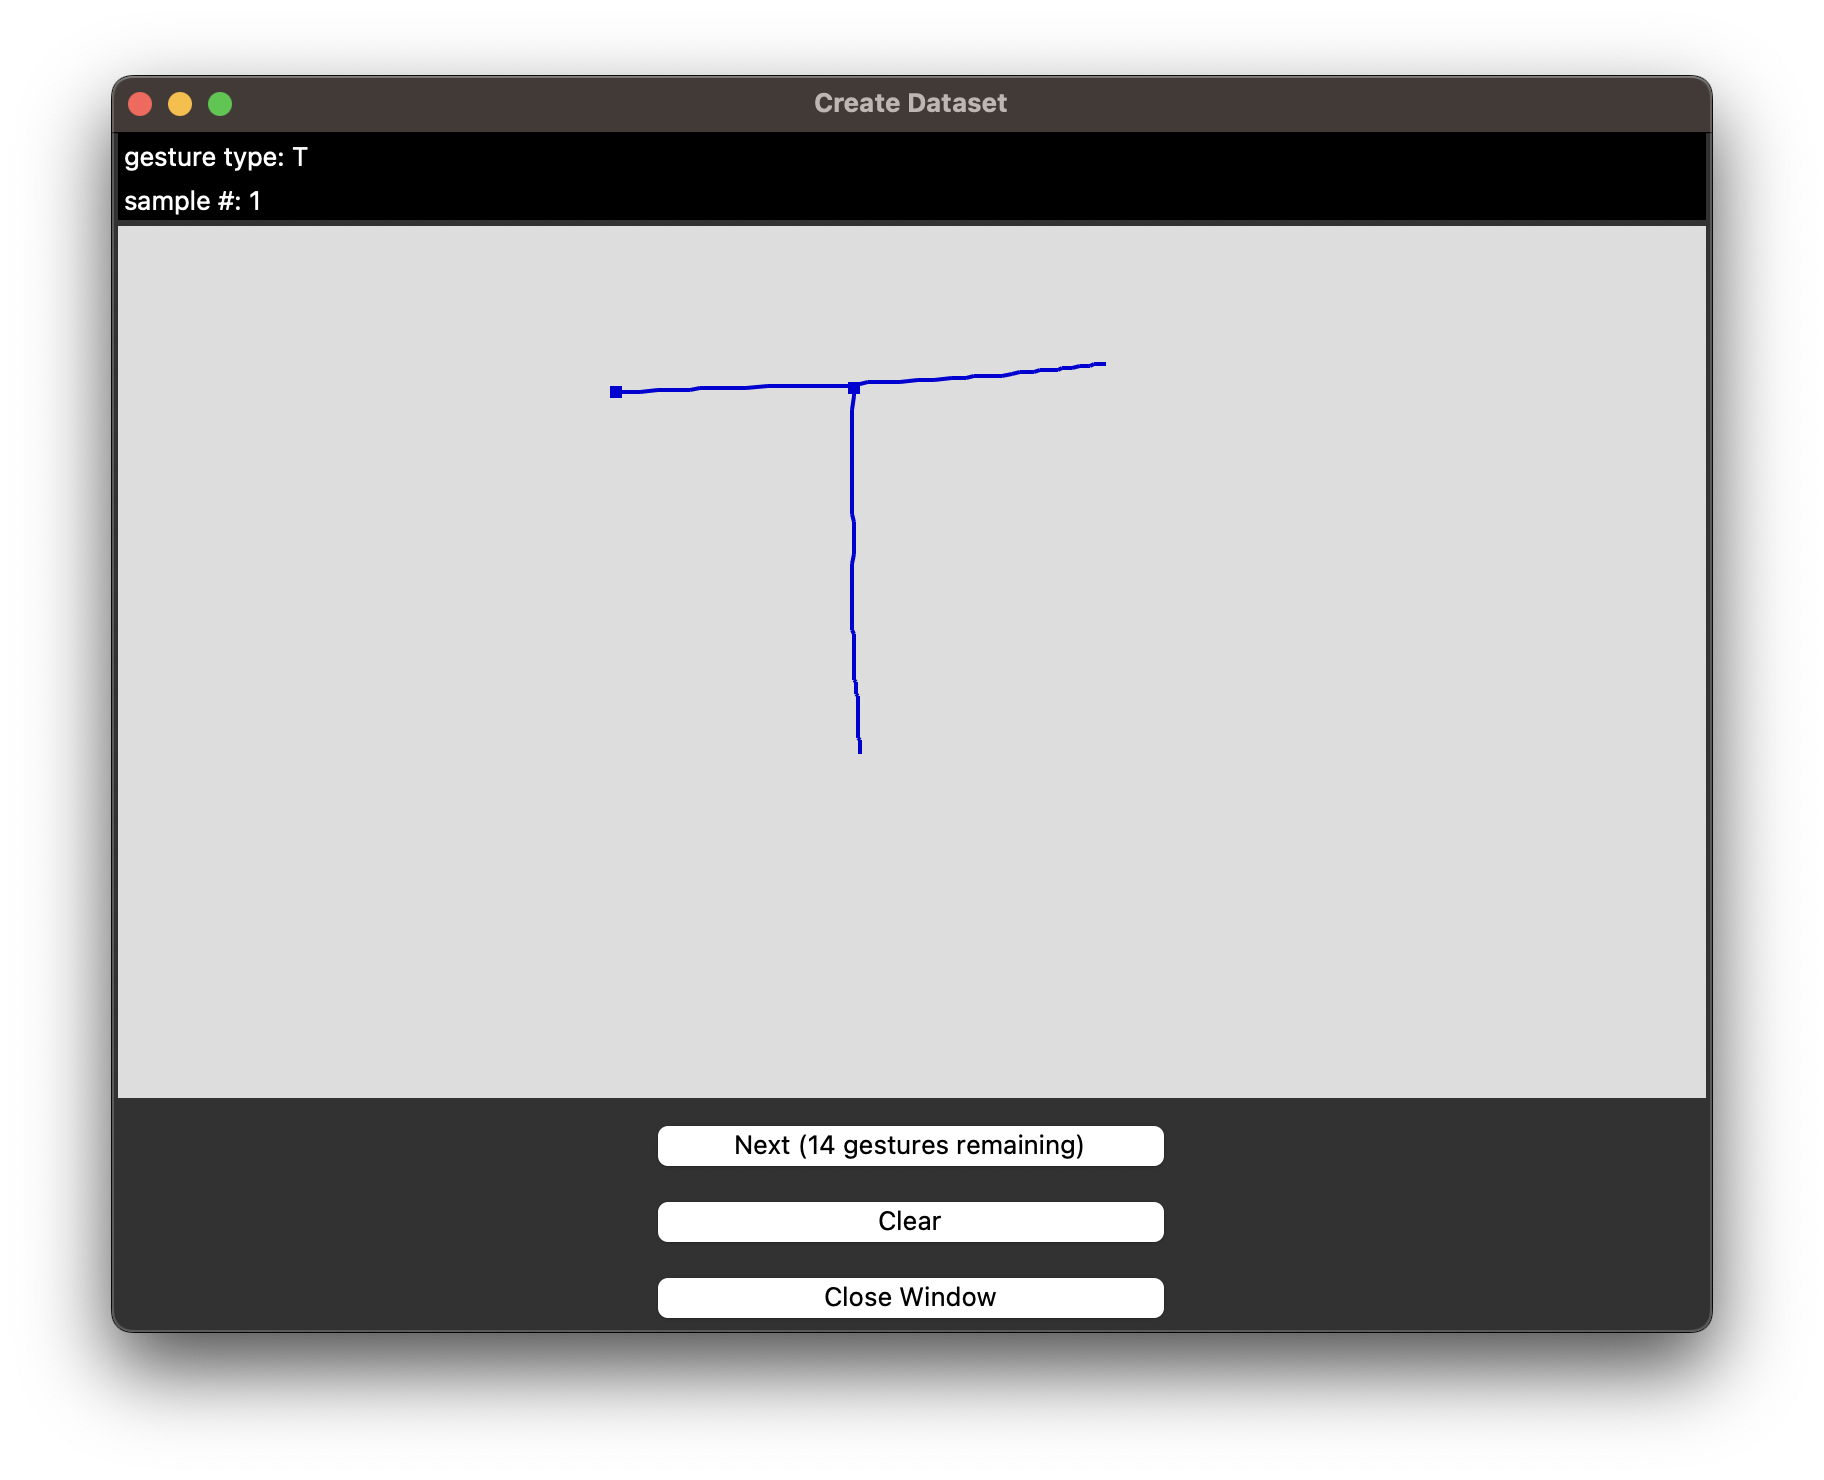 Create Dataset
gesture type: T
sample #: 1
T
Next (14 gestures remaining)
Clear
Close Window